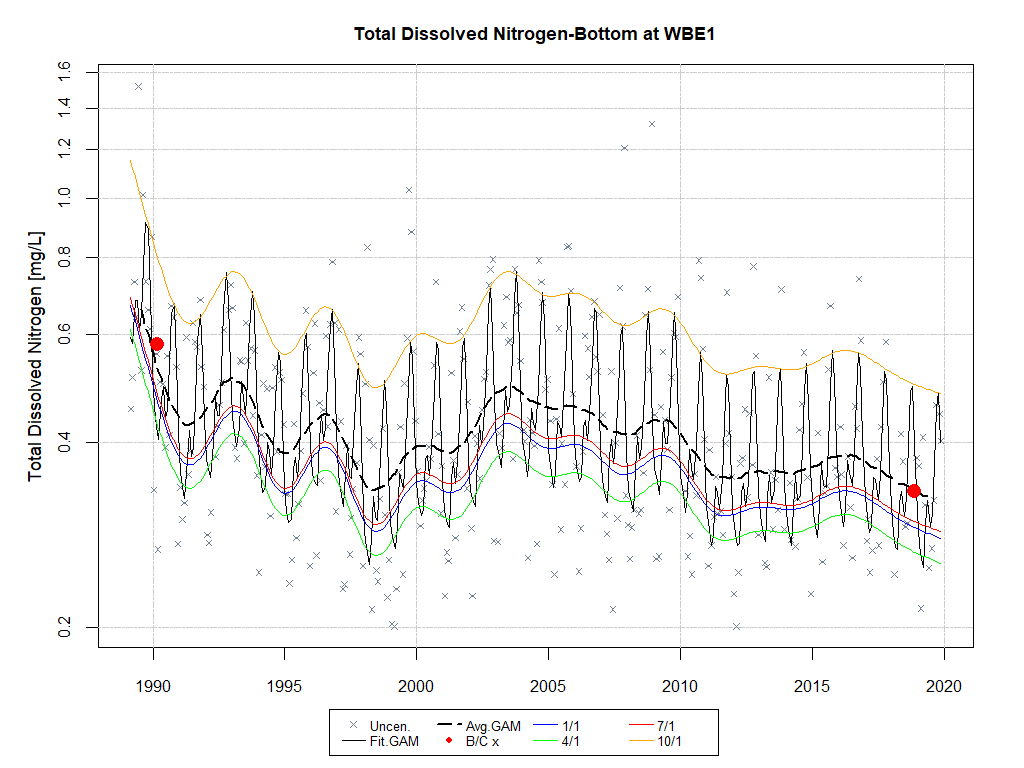 Total Dissolved Nitrogen-Bottom at WBE1
Total Dissolved Nitrogen [mg/L]
1.6
1.4
1.2
1.0
0.8
0.6
0.4
0.2
1990 1995 2000 2005 2010 2015 2020
Uncen. Avg.GAM 1/1 7/1
Fit.GAM B/C x 4/1 10/1